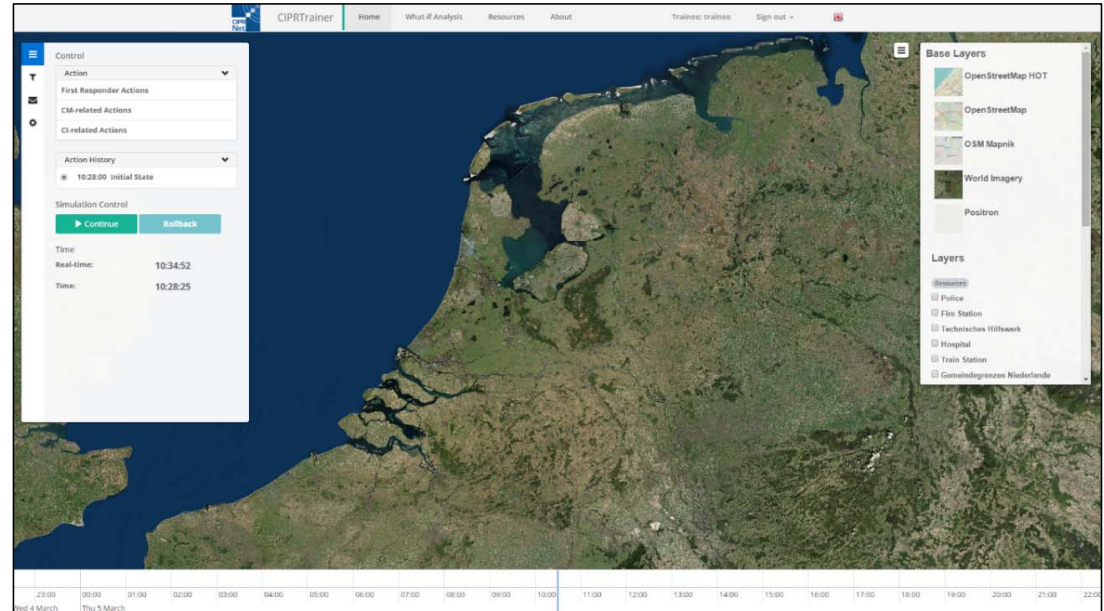 CIPR Net CIPRTrainer Home What-if Analysis Resources About Trainee: trainee Sign out
Control
Action
First Responder Actions
CM-related Actions
CI-related Actions
Action History
10:28:00 Initial State
Simulation Control
Continue Rollback
Time
Real-time: 10:34:52
Time: 10:28:25
Base Layers
OpenStreetMap HOT
OpenStreetMap
OSM Mapnik
World Imagery
Positron
Layers
Resources
Police
Fire Station
Technisches Hilfswerk
Hospital
Train Station
Gemeindegrenzen Niederlande
23:00 00:00 01:00 02:00 03:00 04:00 05:00 06:00 07:00 08:00 09:00 10:00 11:00 12:00 13:00 14:00 15:00 16:00 17:00 18:00 19:00 20:00 21:00 22:00
Wed 4 March Thu 5 March